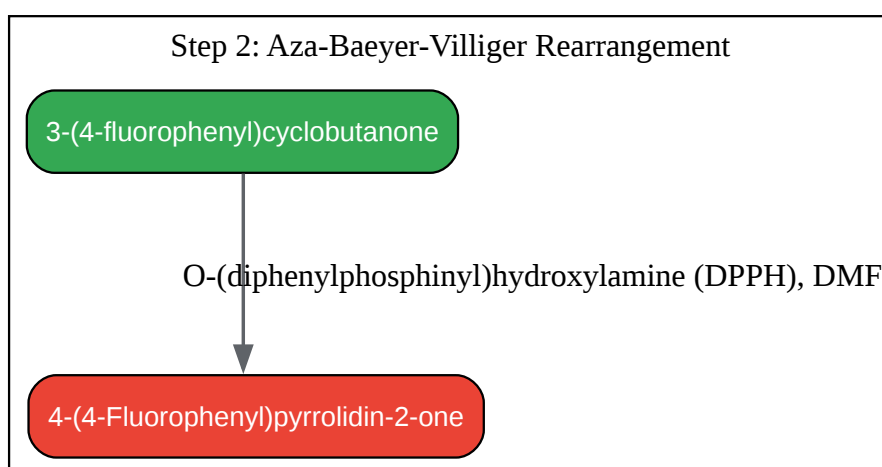 Step 2: Aza-Baeyer-Villiger Rearrangement
3-(4-fluorophenyl)cyclobutanone
O-(diphenylphosphinyl)hydroxylamine (DPPH), DMF
4-(4-Fluorophenyl)pyrrolidin-2-one